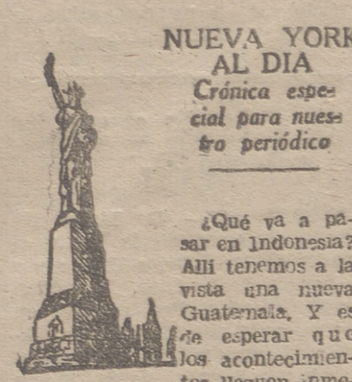 NUEVA YORK
AL DIA
Crónica espe-
cial para nues-
tro periódico
¿Qué va a pa-
sar en Indonesia?
Allí tenemos a la
vista una nueva
Guatemala. Y es
de esperar que
los acontecimien-